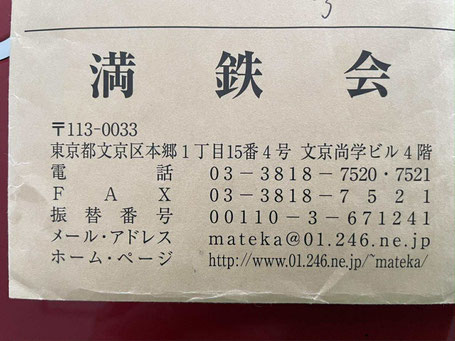 満鉄会
〒113-0033
東京都文京区本郷1丁目15番4号 文京尚学ビル4階
電話 03-3818-7520・7521
FAX 03-3818-7521
振替番号 00110-3-671241
メール・アドレス mateka@01.246.ne.jp
ホーム・ページ http://www.01.246.ne.jp/~mateka/